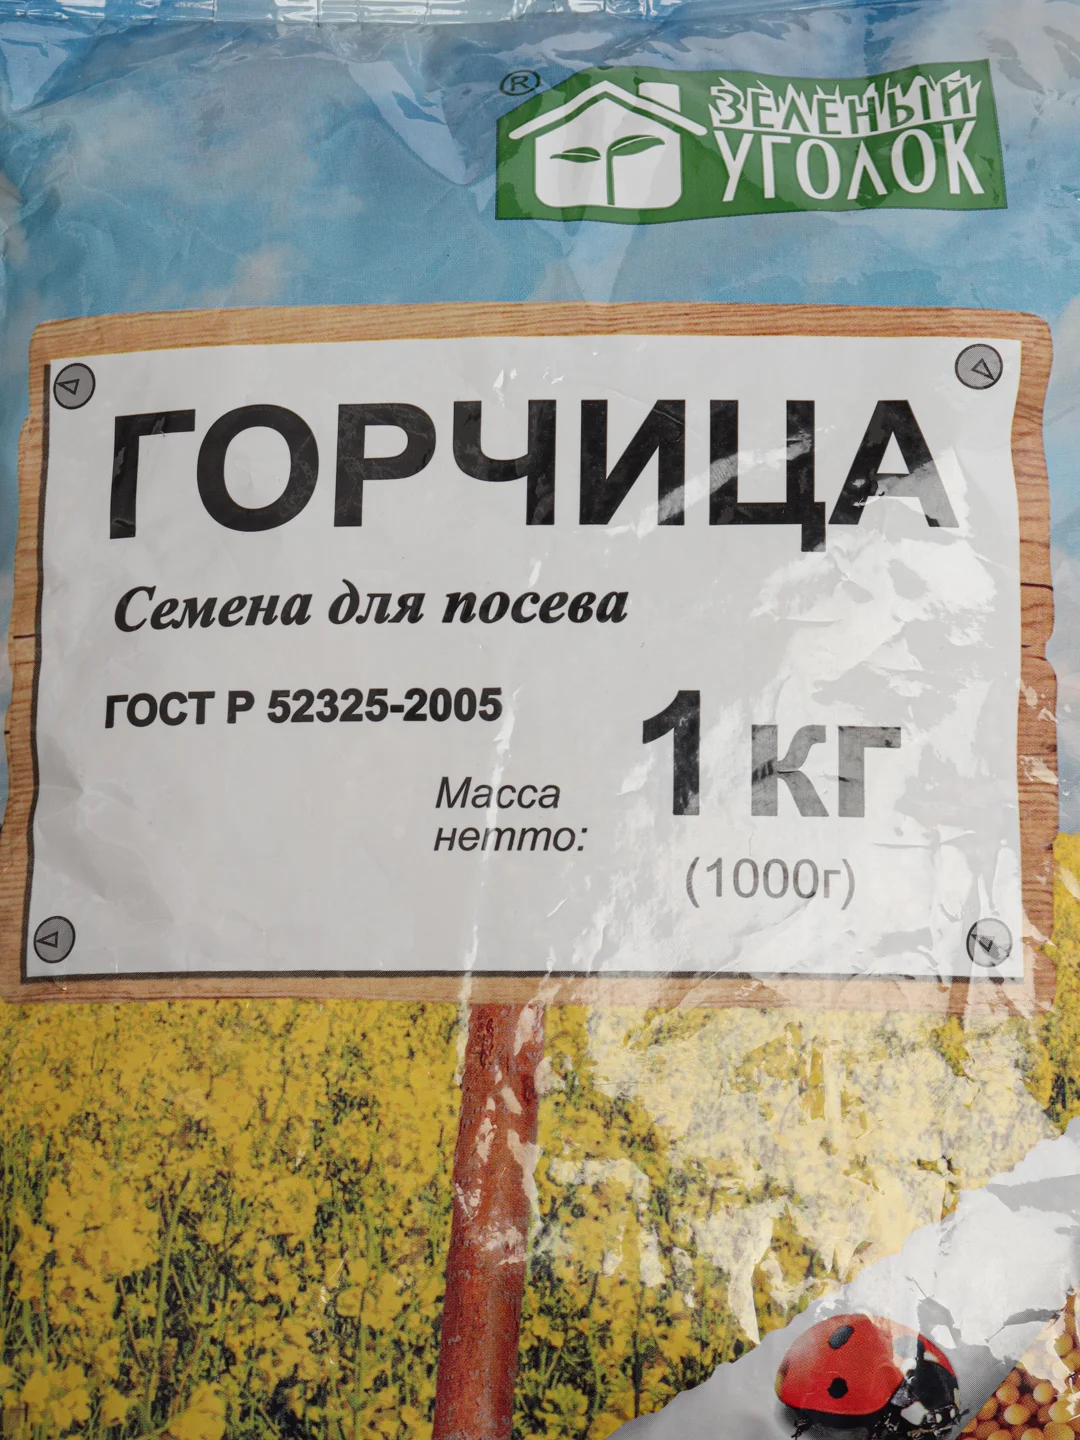 ®
ЗЕЛЕНЫЙ
УГОЛОК
ГОРЧИЦА
Семена для посева
ГОСТ Р 52325-2005
Масса
нетто:
1 кг
(1000г)